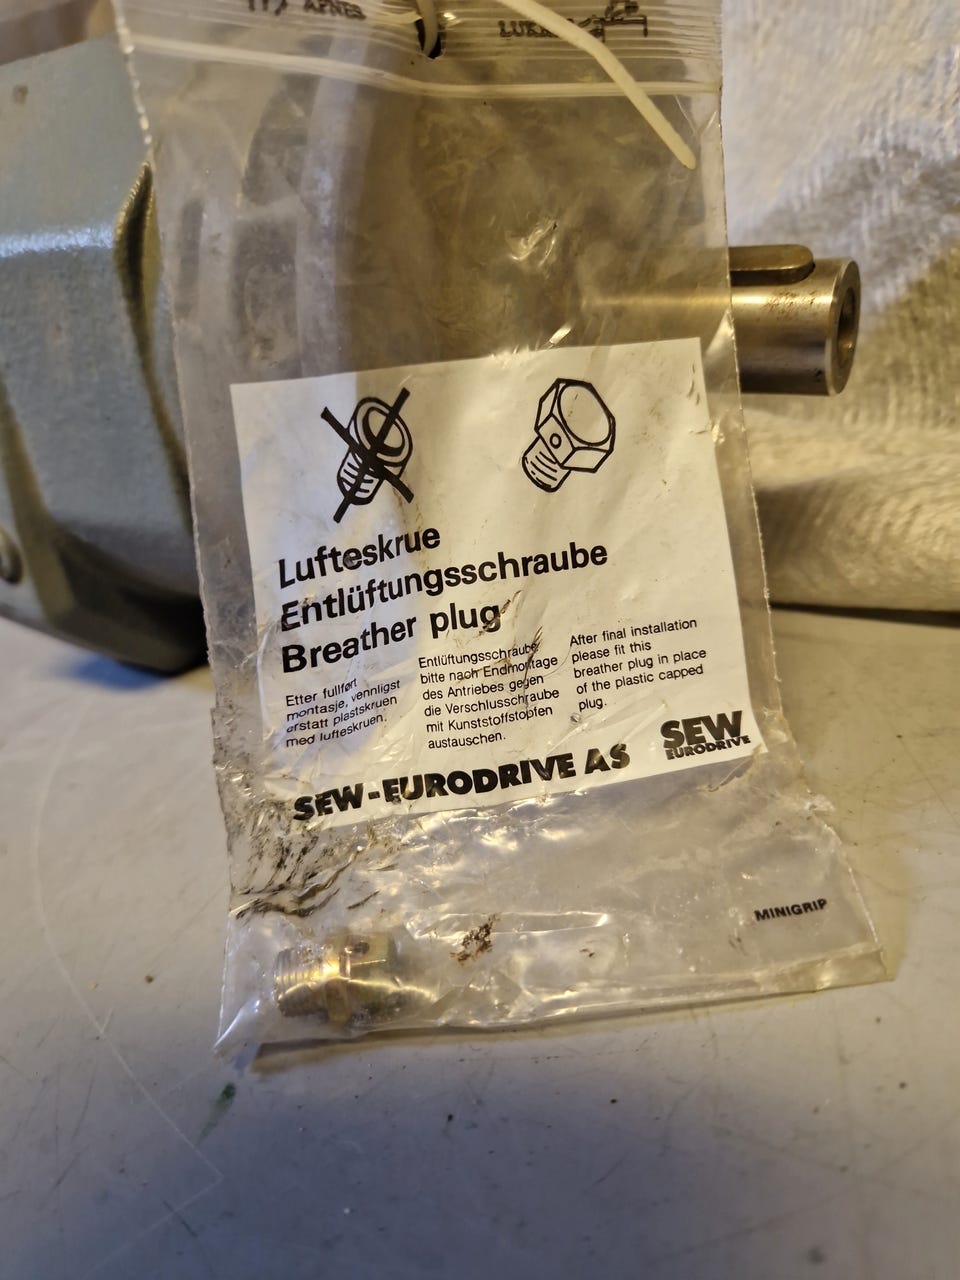 ÅPNES
Lufteskrue
Entlüftungsschraube
Breather plug
Etter fullført
montasje, vennligst
erstatt plastskruen
med lufteskruen.
Entlüftungsschraube
bitte nach Endmontage
des Antriebes gegen
die Verschlusschraube
mit Kunststoffstopfen
austauschen.
After final installation
please fit this
breather plug in place
of the plastic capped
plug.
SEW-EURODRIVE AS
SEW
EURODRIVE
MINIGRIP